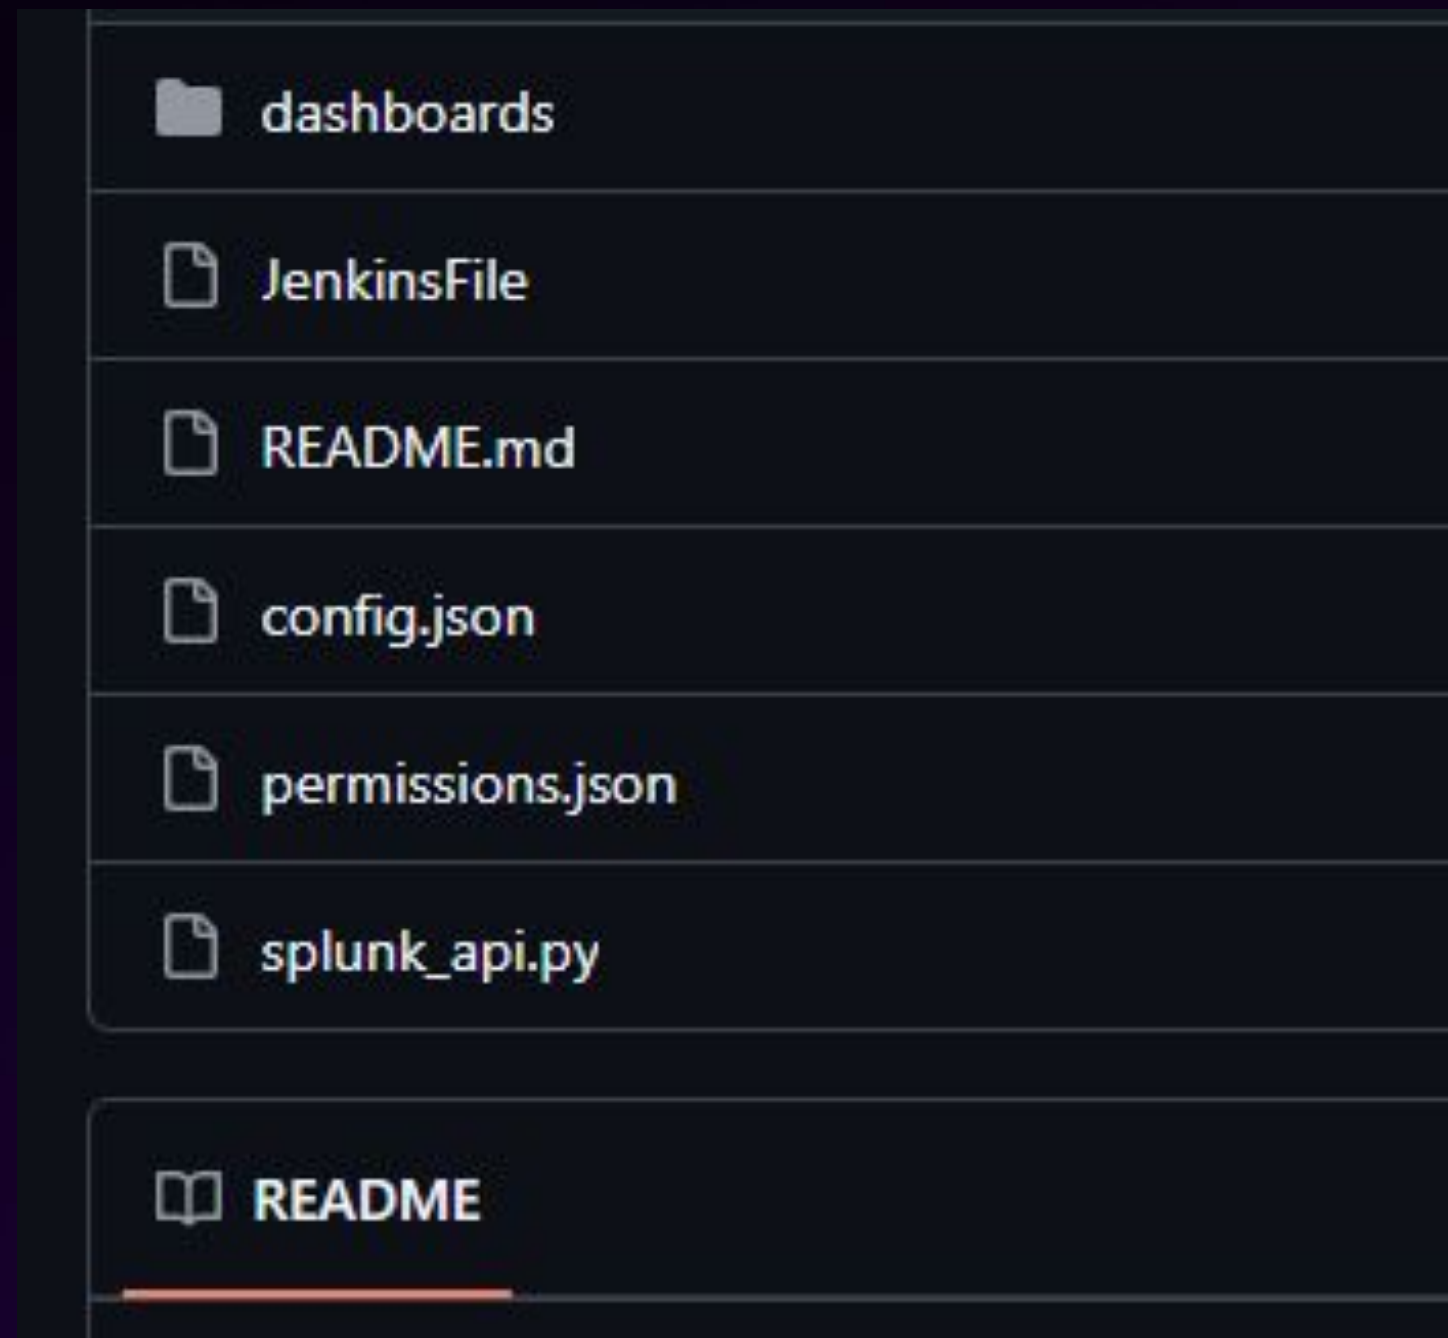 dashboards
JenkinsFile
README.md
config.json
permissions.json
splunk_api.py
README